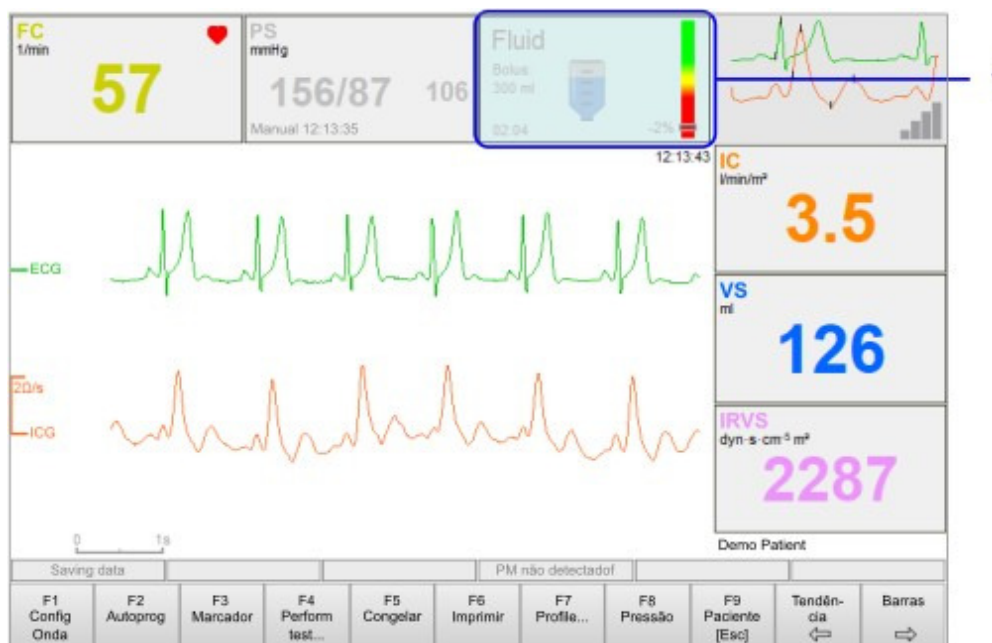 FC
1/min
57
PS
mmHg
156/87 106
Manual 12:13:35
Fluid
Bolus
300 ml
02:04 -2%
12:13:43
IC
l/min/m²
3.5
ECG
VS
ml
126
2Ω/s
ICG
IRVS
dyn·s·cm⁻⁵ m²
2287
0 1s
Demo Patient
Saving data
PM não detectadof
F1
Config
Onda
F2
Autoprog
F3
Marcador
F4
Perform
test...
F5
Congelar
F6
Imprimir
F7
Profile...
F8
Pressão
F9
Paciente
[Esc]
Tendên-
cia
Barras